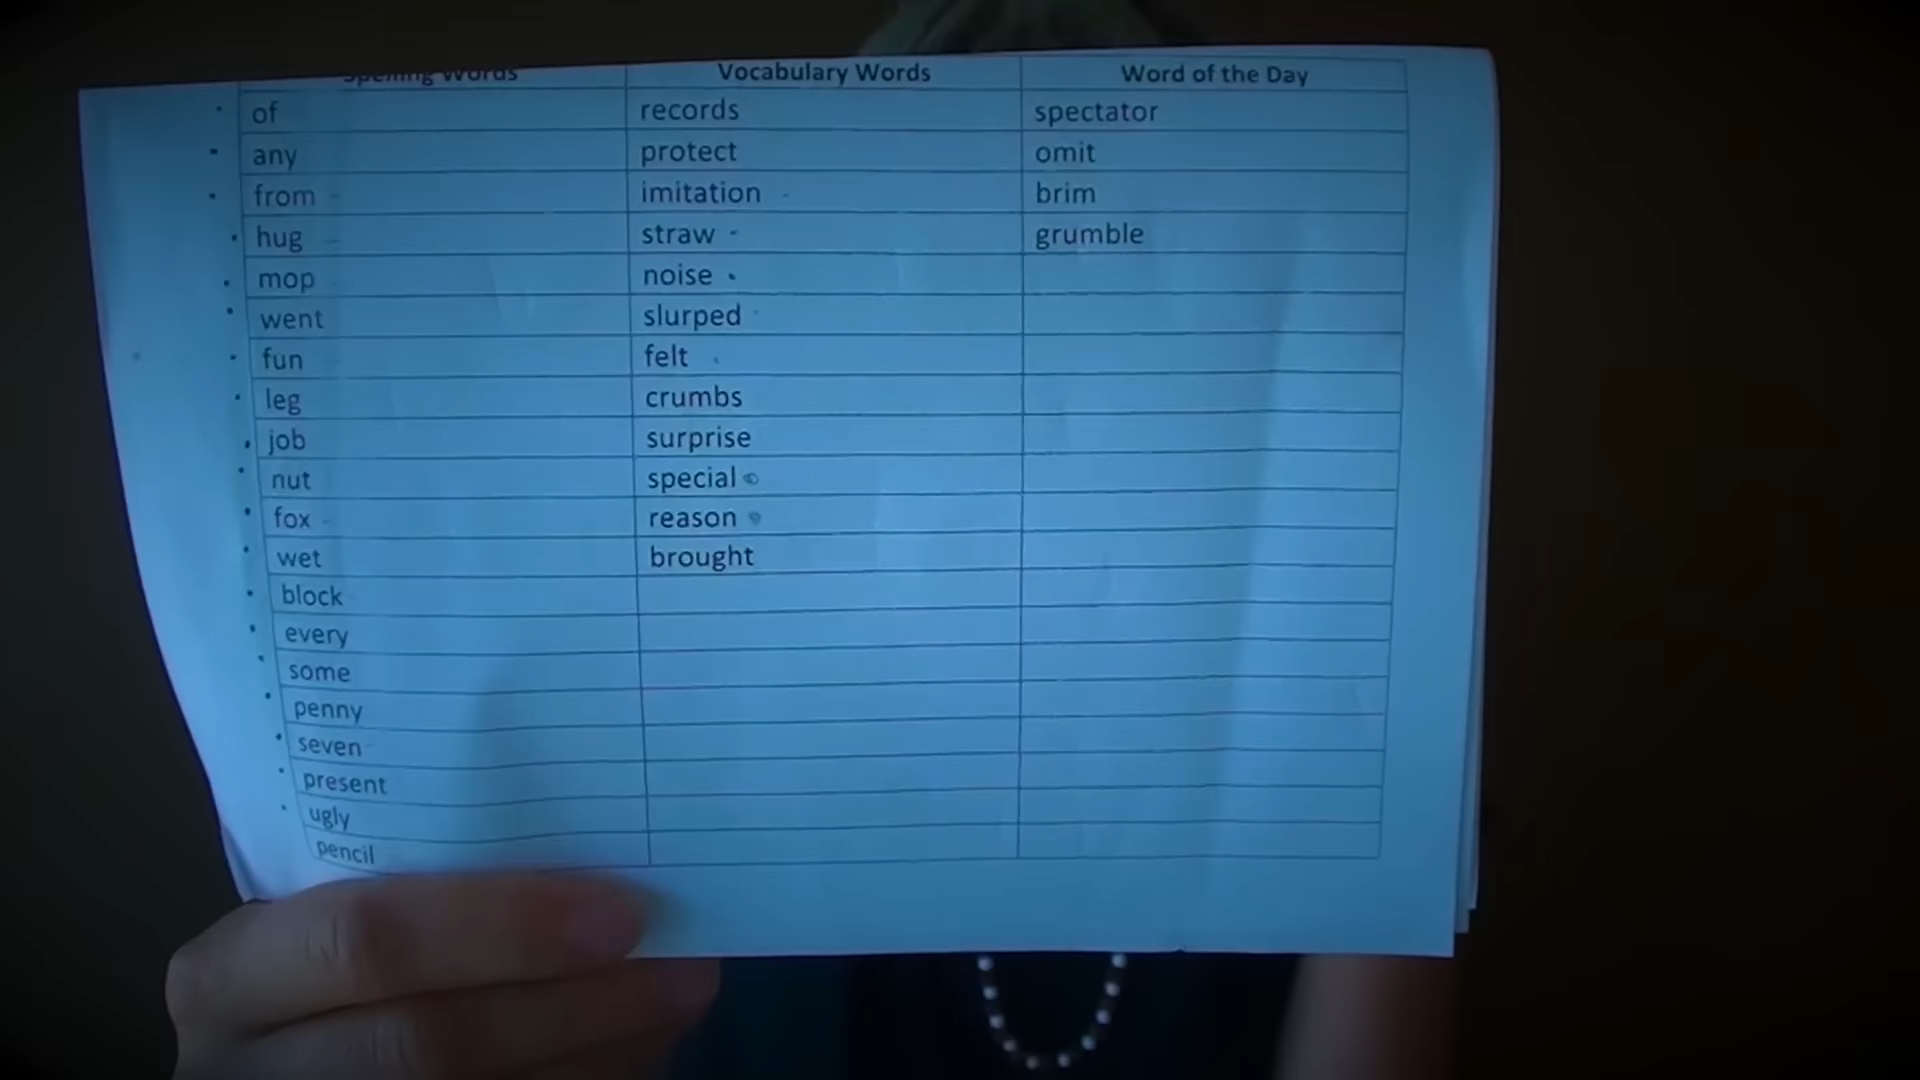 Spelling Words Vocabulary Words Word of the Day
of records spectator
any protect omit
from imitation brim
hug straw grumble
mop noise
went slurped
fun felt
leg crumbs
job surprise
nut special
fox reason
wet brought
block
every
some
penny
seven
present
ugly
pencil